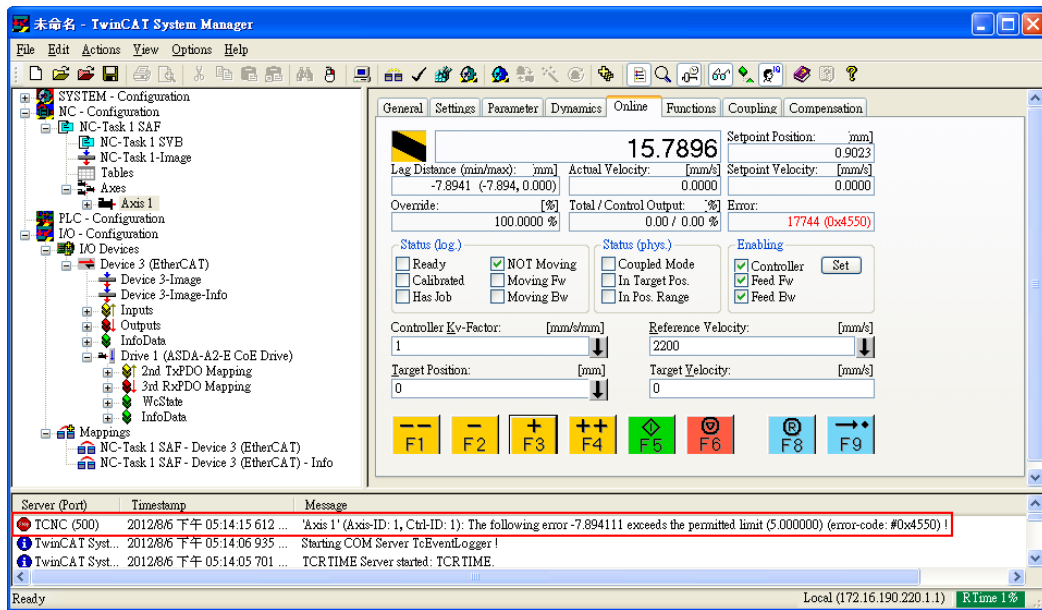 未命名 - TwinCAT System Manager
File Edit Actions View Options Help
SYSTEM - Configuration
NC - Configuration
NC-Task 1 SAF
NC-Task 1 SVB
NC-Task 1-Image
Tables
Axes
Axis 1
PLC - Configuration
I/O - Configuration
I/O Devices
Device 3 (EtherCAT)
Device 3-Image
Device 3-Image-Info
Inputs
Outputs
InfoData
Drive 1 (ASDA-A2-E CoE Drive)
2nd TxPDO Mapping
3rd RxPDO Mapping
WcState
InfoData
Mappings
NC-Task 1 SAF - Device 3 (EtherCAT)
NC-Task 1 SAF - Device 3 (EtherCAT) - Info
General Settings Parameter Dynamics Online Functions Coupling Compensation
15.7896
Setpoint Position: mm]
0.9023
Lag Distance (min/max): mm] Actual Velocity: [mm/s] Setpoint Velocity: [mm/s]
-7.8941 (-7.894, 0.000) 0.0000 0.0000
Override: [%] Total / Control Output: %] Error:
100.0000 % 0.00 / 0.00 % 17744 (0x4550)
Status (log.) Status (phys.) Enabling
Ready NOT Moving Coupled Mode Controller Set
Calibrated Moving Fw In Target Pos. Feed Fw
Has Job Moving Bw In Pos. Range Feed Bw
Controller Kv-Factor: [mm/s/mm] Reference Velocity: [mm/s]
1 2200
Target Position: [mm] Target Velocity: [mm/s]
0 0
-- - + ++ R
F1 F2 F3 F4 F5 F6 F8 F9
Server (Port) Timestamp Message
TCNC (500) 2012/8/6 下午 05:14:15 612 ... 'Axis 1' (Axis-ID: 1, Ctrl-ID: 1): The following error -7.894111 exceeds the permitted limit (5.000000) (error-code: #0x4550) !
TwinCAT Syst... 2012/8/6 下午 05:14:06 935 ... Starting COM Server TcEventLogger !
TwinCAT Syst... 2012/8/6 下午 05:14:05 701 ... TCRTIME Server started: TCRTIME.
Ready Local (172.16.190.220.1.1) RTime 1%